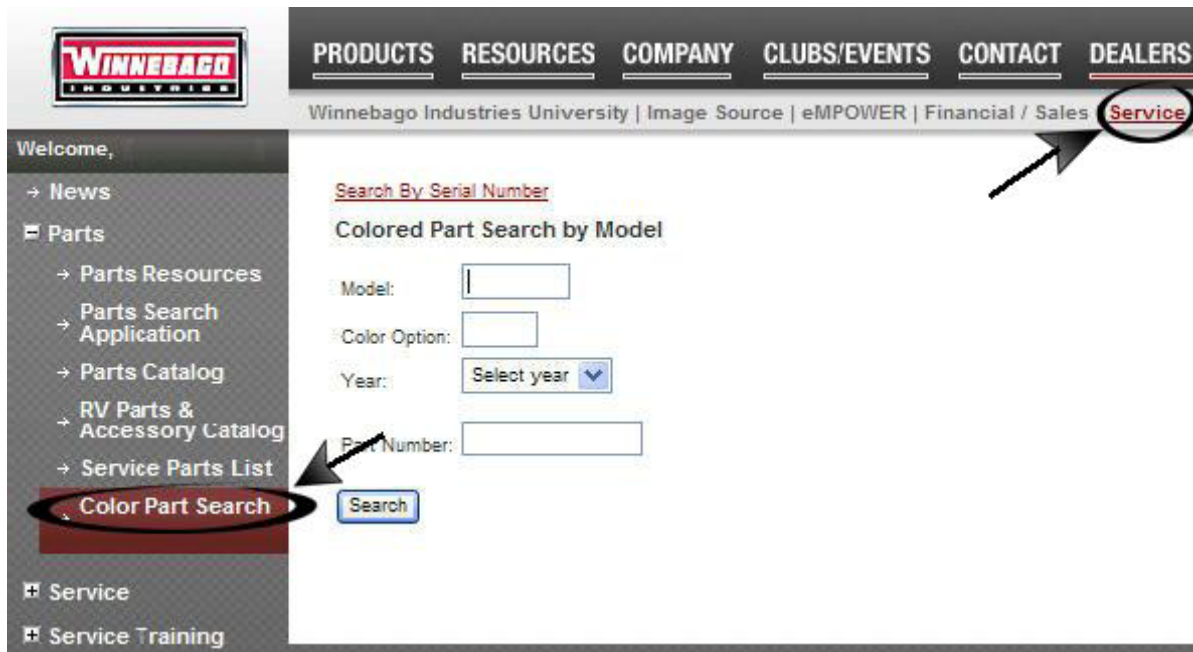 WINNEBAGO
INDUSTRIES
PRODUCTS RESOURCES COMPANY CLUBS/EVENTS CONTACT DEALERS
Winnebago Industries University | Image Source | eMPOWER | Financial / Sales Service
Welcome,
News
Parts
Parts Resources
Parts Search
Application
Parts Catalog
RV Parts &
Accessory Catalog
Service Parts List
Color Part Search
Service
Service Training
Search By Serial Number
Colored Part Search by Model
Model:
Color Option:
Year: Select year
Part Number:
Search